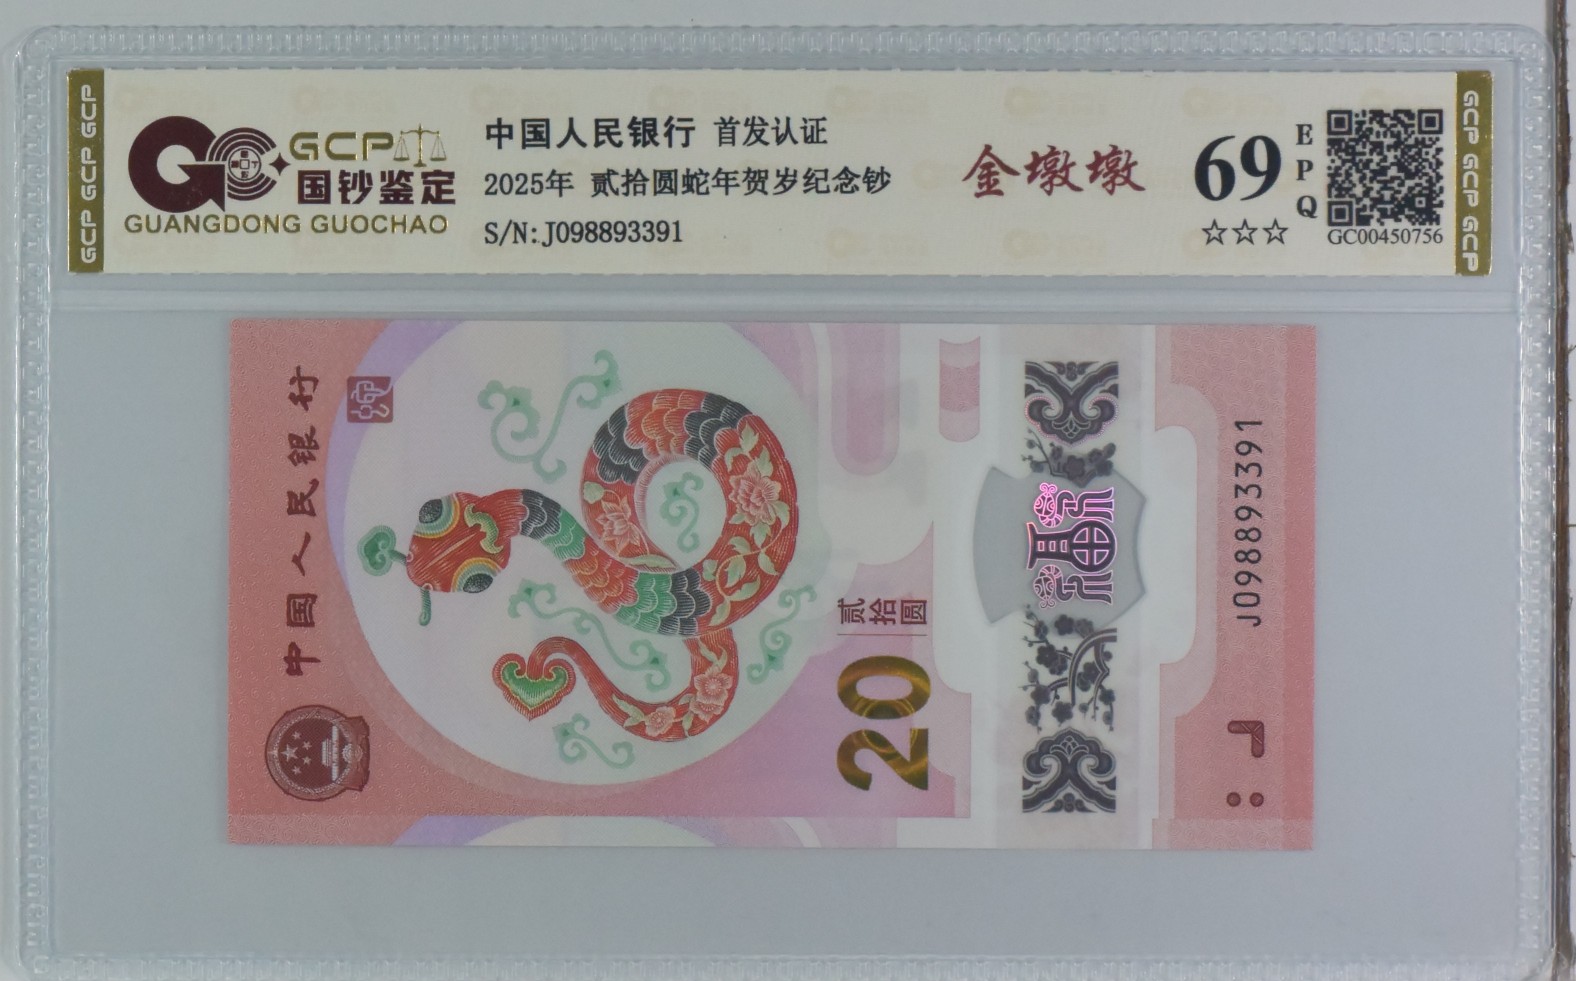 GCP GCP GCP
GCP
国钞鉴定
GUANGDONG GUOCHAO
中国人民银行 首发认证
2025年 贰拾圆蛇年贺岁纪念钞
S/N:J098893391
金墩墩
69
EPQ
☆☆☆
GC00450756
GCP GCP GCP
中国人民银行
贰拾圆
20
福
J098893391